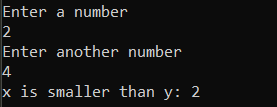 Enter a number
2
Enter another number
4
x is smaller than y: 2